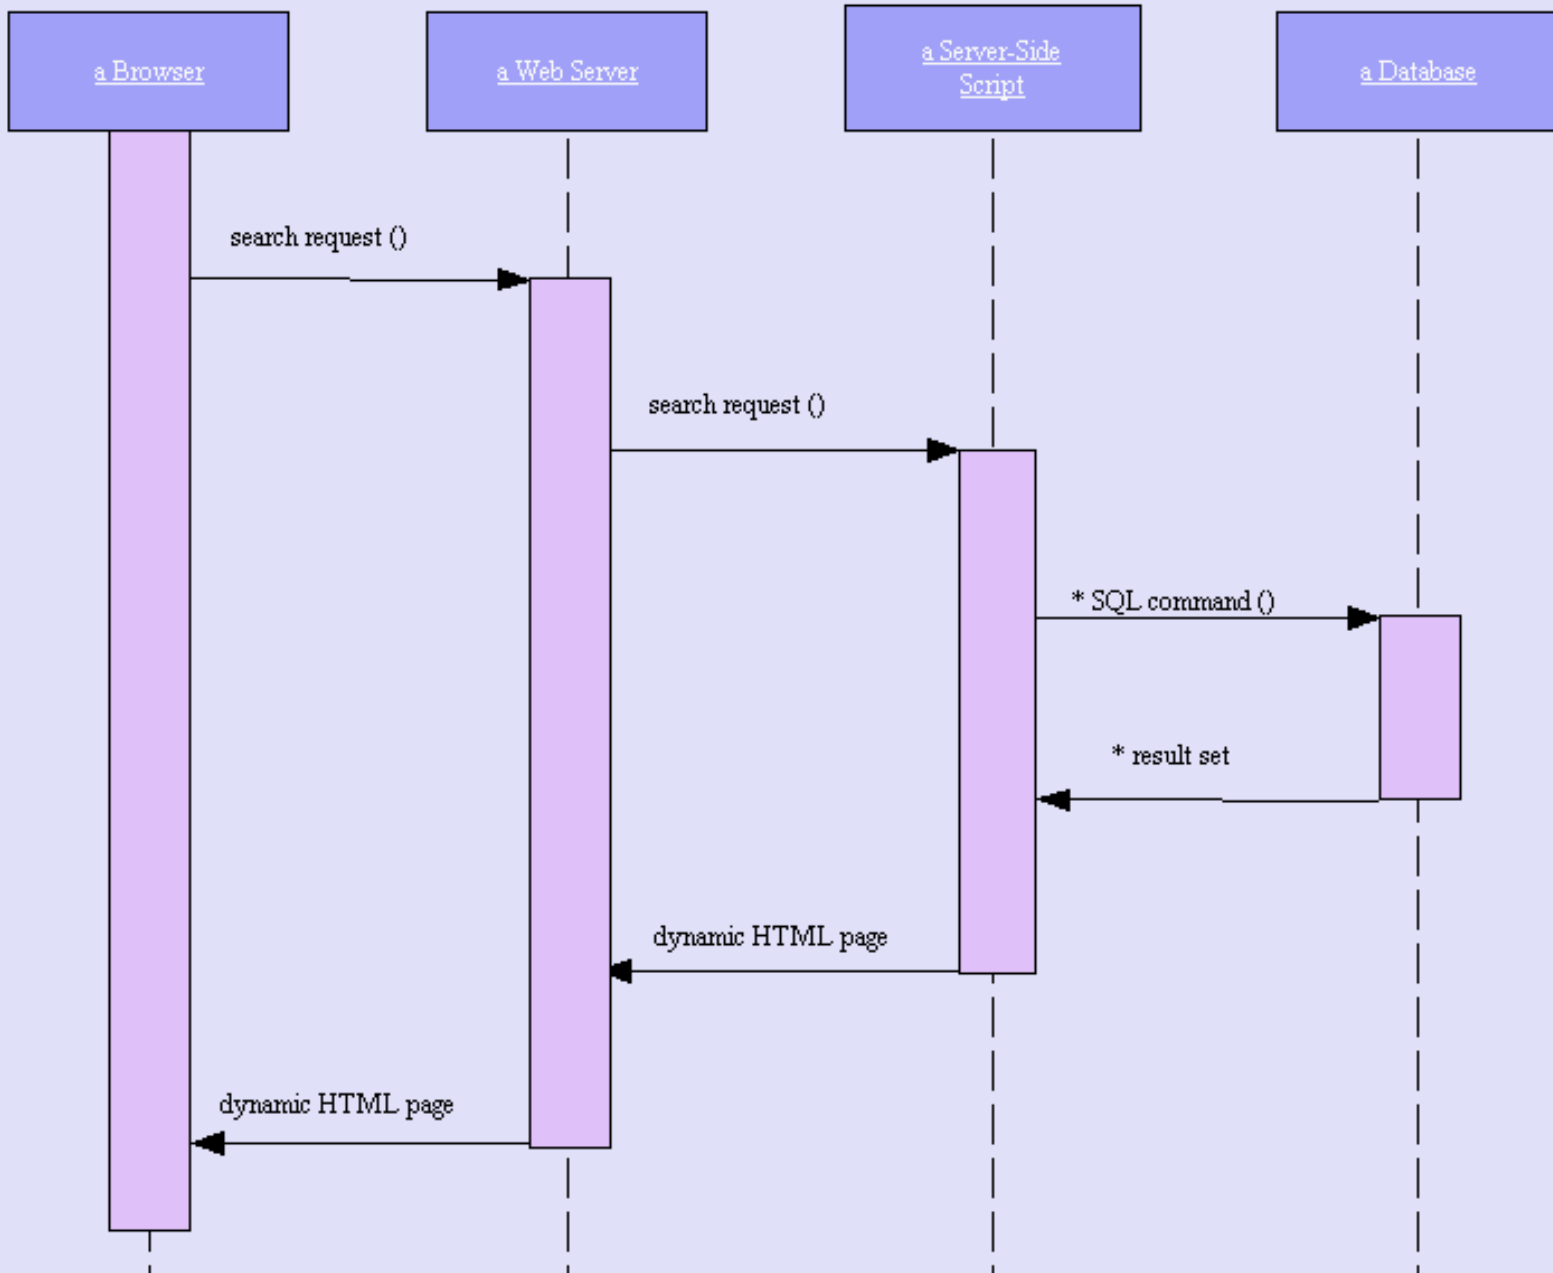 a Browser
a Web Server
a Server-Side
Script
a Database
search request ()
search request ()
* SQL command ()
* result set
dynamic HTML page
dynamic HTML page